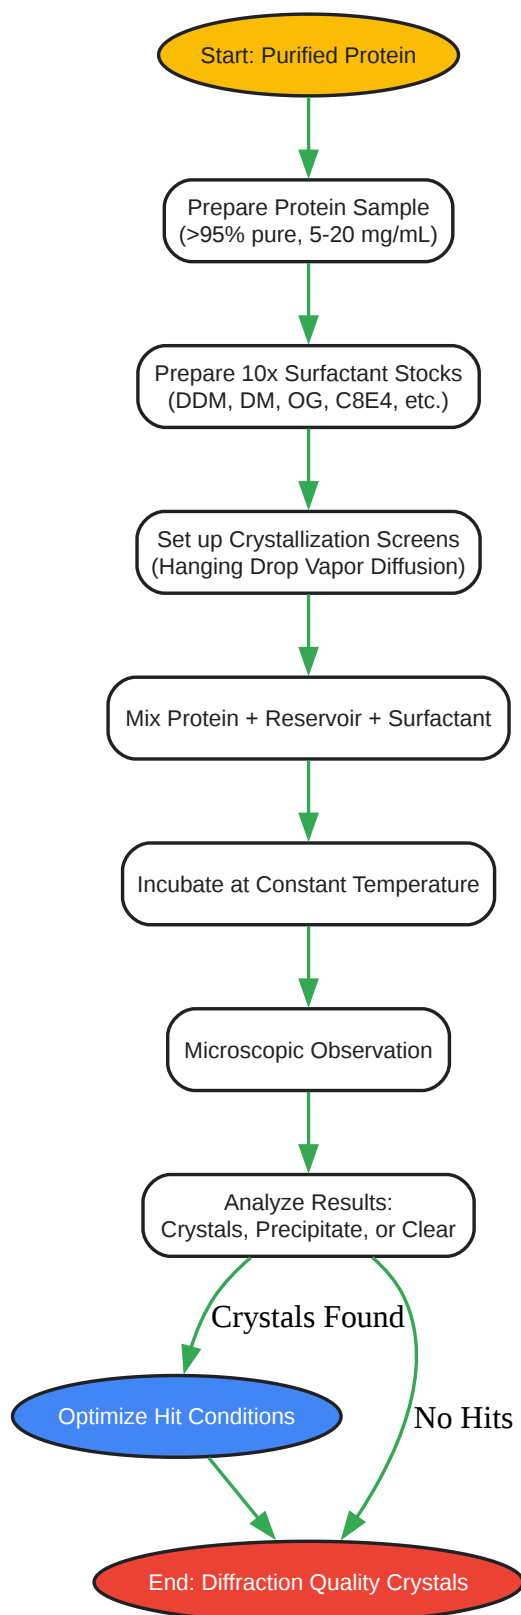 Start: Purified Protein
Prepare Protein Sample
(>95% pure, 5-20 mg/mL)
Prepare 10x Surfactant Stocks
(DDM, DM, OG, C8E4, etc.)
Set up Crystallization Screens
(Hanging Drop Vapor Diffusion)
Mix Protein + Reservoir + Surfactant
Incubate at Constant Temperature
Microscopic Observation
Analyze Results:
Crystals, Precipitate, or Clear
Crystals Found
Optimize Hit Conditions
No Hits
End: Diffraction Quality Crystals